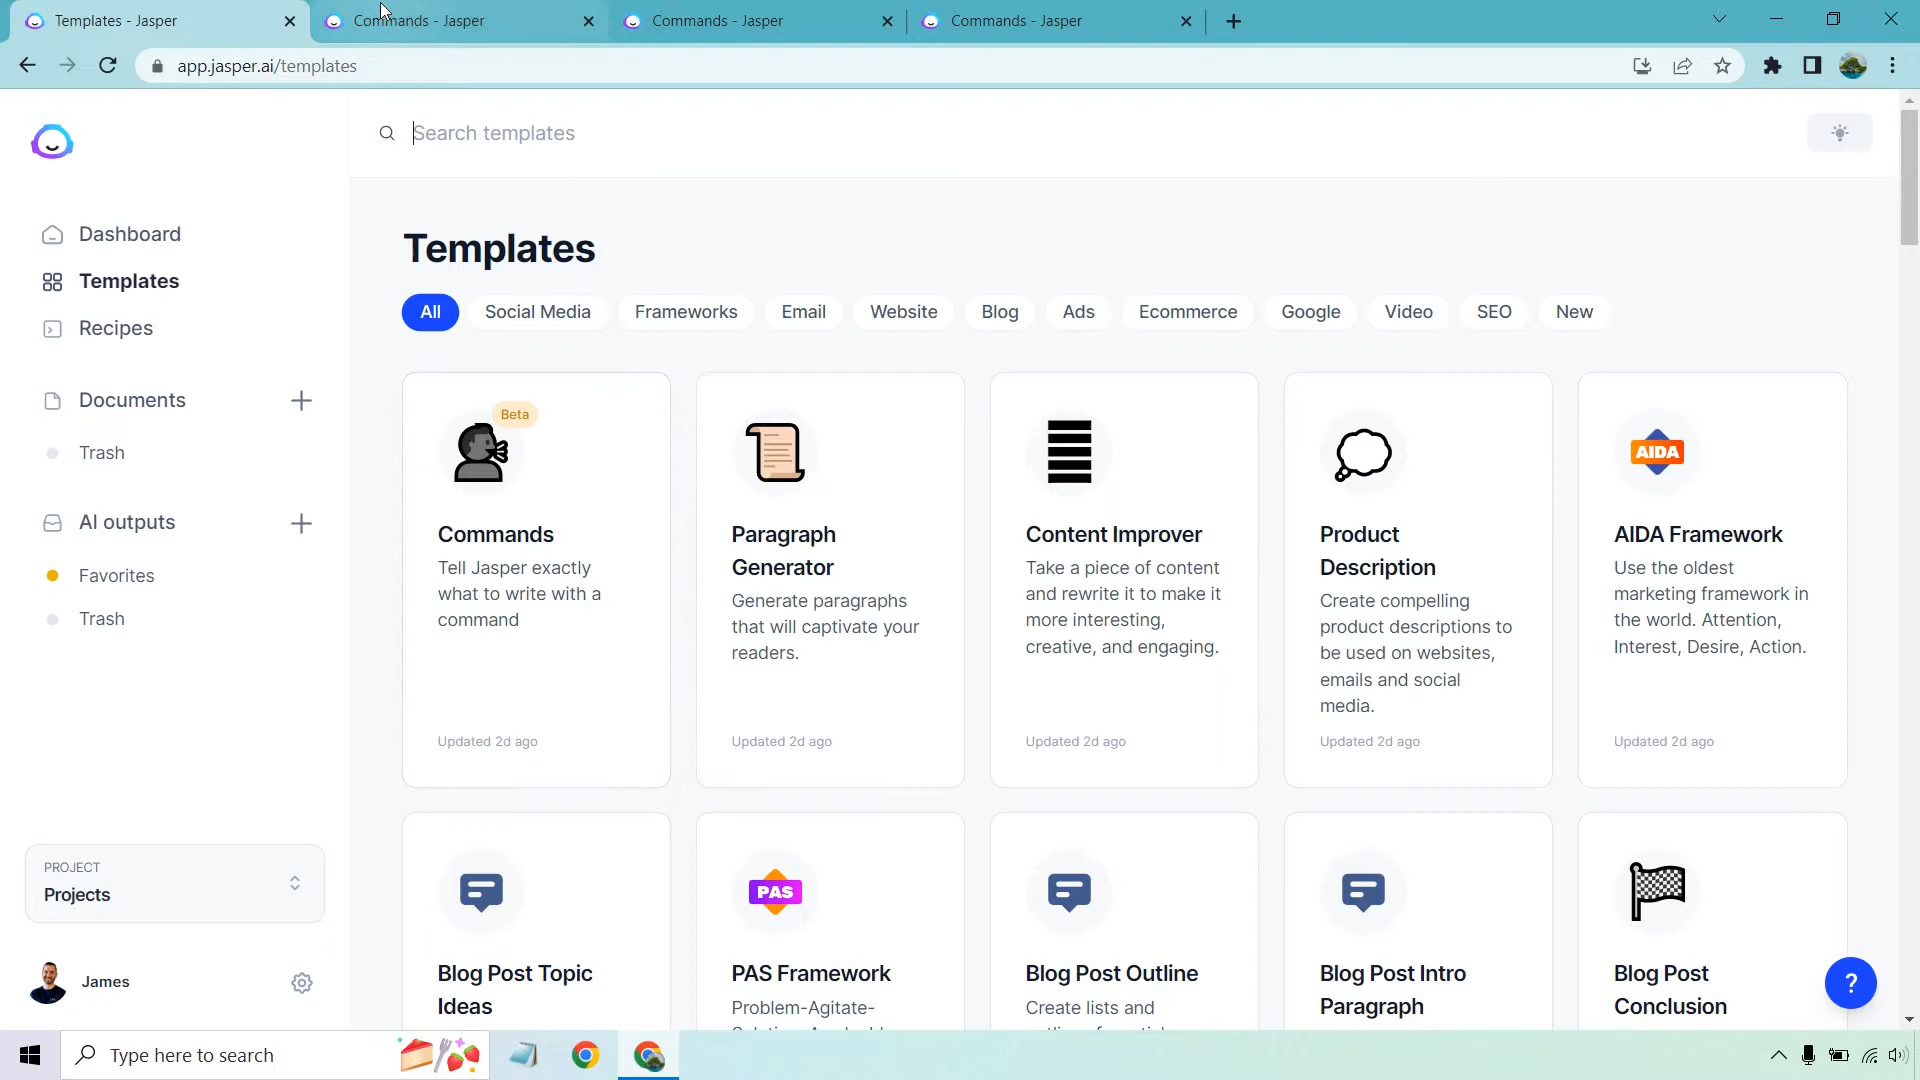 Templates - Jasper
Commands - Jasper
Commands - Jasper
Commands - Jasper
app.jasper.ai/templates
Search templates
Dashboard
Templates
Recipes
Documents
Trash
AI outputs
Favorites
Trash
PROJECT
Projects
James
Templates
All
Social Media
Frameworks
Email
Website
Blog
Ads
Ecommerce
Google
Video
SEO
New
Beta
Commands
Tell Jasper exactly
what to write with a
command
Updated 2d ago
Paragraph
Generator
Generate paragraphs
that will captivate your
readers.
Updated 2d ago
Content Improver
Take a piece of content
and rewrite it to make it
more interesting,
creative, and engaging.
Updated 2d ago
Product
Description
Create compelling
product descriptions to
be used on websites,
emails and social
media.
Updated 2d ago
AIDA
AIDA Framework
Use the oldest
marketing framework in
the world. Attention,
Interest, Desire, Action.
Updated 2d ago
Blog Post Topic
Ideas
PAS
PAS Framework
Problem-Agitate-
Blog Post Outline
Create lists and
Blog Post Intro
Paragraph
Blog Post
Conclusion
?
Type here to search